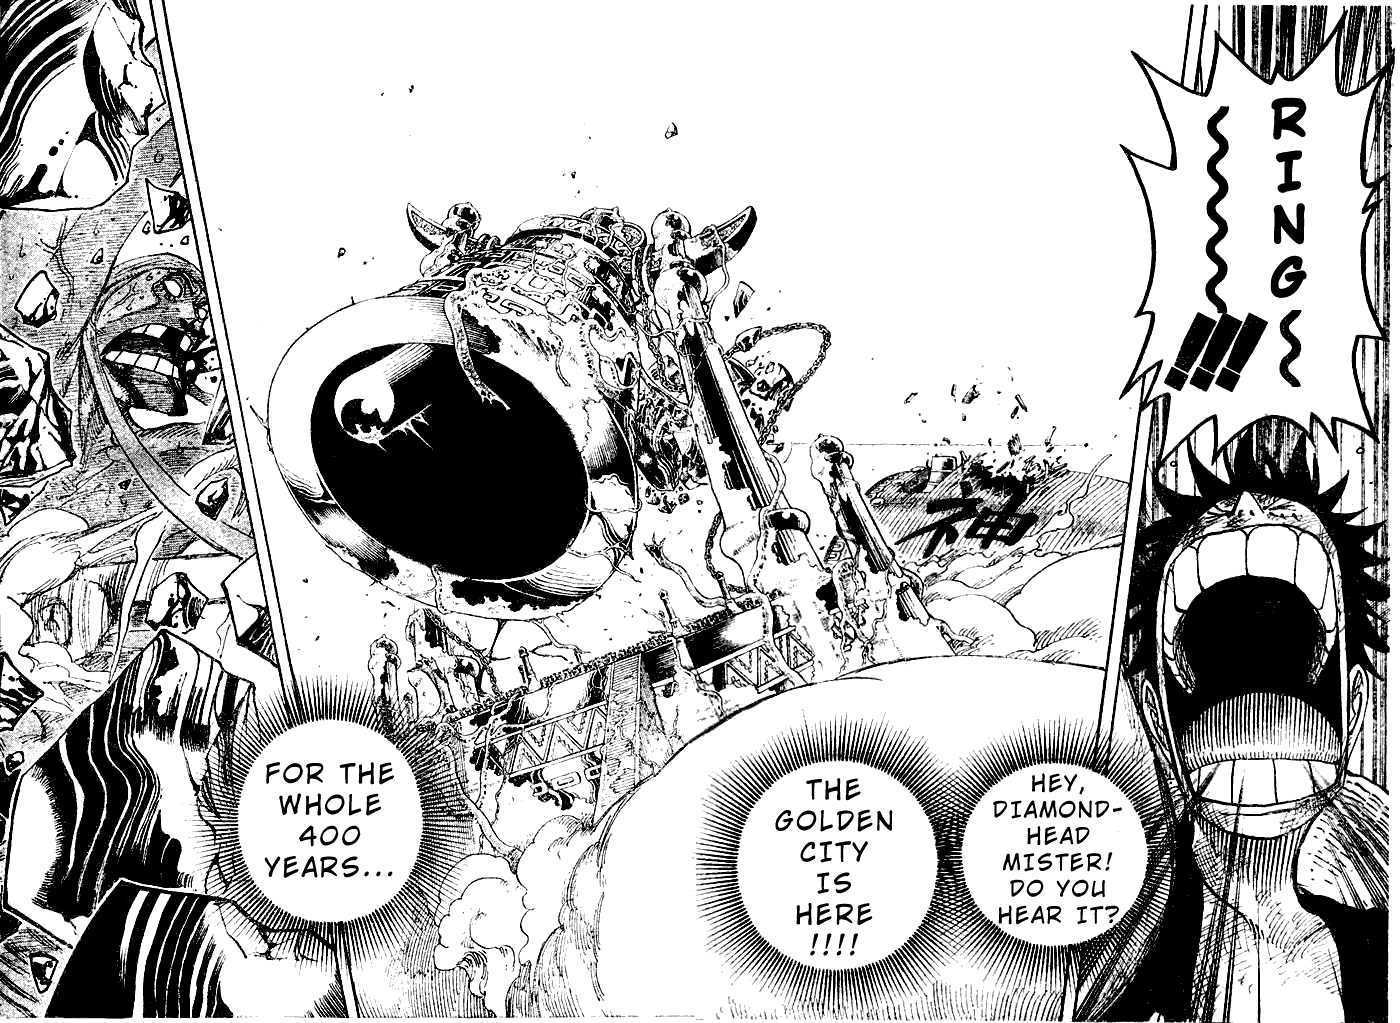 RING~
~~~~!!!
HEY,
DIAMOND-
HEAD
MISTER!
DO YOU
HEAR IT?
THE
GOLDEN
CITY
IS
HERE
!!!!
神
FOR THE
WHOLE
400
YEARS...